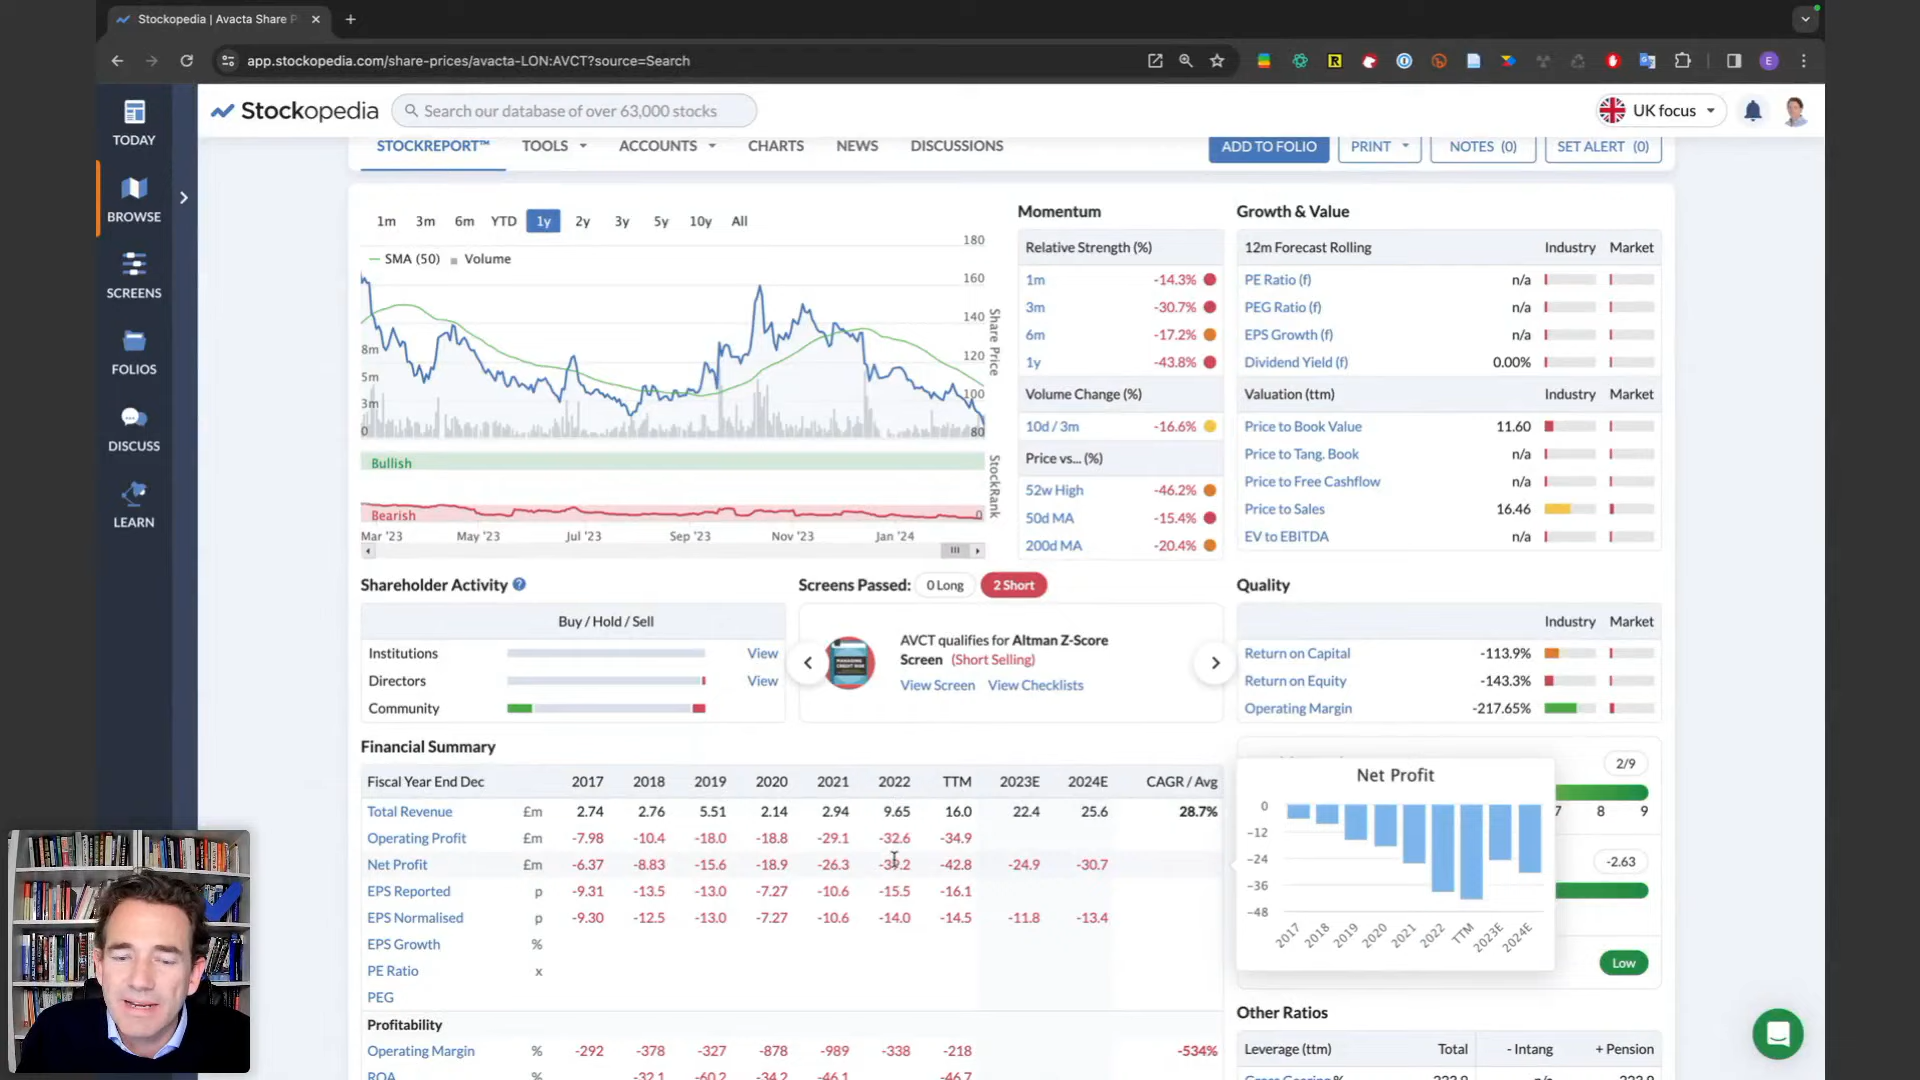 Stockopedia | Avacta Share P
app.stockopedia.com/share-prices/avacta-LON:AVCT?source=Search
Stockopedia
Search our database of over 63,000 stocks
UK focus
TODAY
BROWSE
SCREENS
FOLIOS
DISCUSS
LEARN
STOCKREPORT™ TOOLS ACCOUNTS CHARTS NEWS DISCUSSIONS
ADD TO FOLIO PRINT NOTES (0) SET ALERT (0)
1m 3m 6m YTD 1y 2y 3y 5y 10y All
SMA (50) Volume
180
160
140
120
100
80
Share Price
8m
5m
3m
0
Bullish
Bearish
StockRank
0
Mar '23 May '23 Jul '23 Sep '23 Nov '23 Jan '24
Momentum
Relative Strength (%)
1m -14.3%
3m -30.7%
6m -17.2%
1y -43.8%
Volume Change (%)
10d / 3m -16.6%
Price vs... (%)
52w High -46.2%
50d MA -15.4%
200d MA -20.4%
Growth & Value
12m Forecast Rolling Industry Market
PE Ratio (f) n/a
PEG Ratio (f) n/a
EPS Growth (f) n/a
Dividend Yield (f) 0.00%
Valuation (ttm) Industry Market
Price to Book Value 11.60
Price to Tang. Book n/a
Price to Free Cashflow n/a
Price to Sales 16.46
EV to EBITDA n/a
Shareholder Activity
Buy / Hold / Sell
Institutions View
Directors View
Community
Screens Passed: 0 Long 2 Short
AVCT qualifies for Altman Z-Score
Screen (Short Selling)
View Screen View Checklists
Quality
Industry Market
Return on Capital -113.9%
Return on Equity -143.3%
Operating Margin -217.65%
Financial Summary
Fiscal Year End Dec 2017 2018 2019 2020 2021 2022 TTM 2023E 2024E CAGR / Avg
Total Revenue £m 2.74 2.76 5.51 2.14 2.94 9.65 16.0 22.4 25.6 28.7%
Operating Profit £m -7.98 -10.4 -18.0 -18.8 -29.1 -32.6 -34.9
Net Profit £m -6.37 -8.83 -15.6 -18.9 -26.3 -42.8 -24.9 -30.7
EPS Reported p -9.31 -13.5 -13.0 -7.27 -10.6 -15.5 -16.1
EPS Normalised p -9.30 -12.5 -13.0 -7.27 -10.6 -14.0 -14.5 -11.8 -13.4
EPS Growth %
PE Ratio x
PEG
Profitability
Operating Margin % -292 -378 -327 -878 -989 -338 -218 -534%
ROA % -32.1 -60.2 -34.2 -46.1 -46.7
Net Profit
0
-12
-24
-36
-48
2017 2018 2019 2020 2021 2022 TTM 2023E 2024E
2/9
7 8 9
-2.63
Low
Other Ratios
Leverage (ttm) Total - Intang + Pension